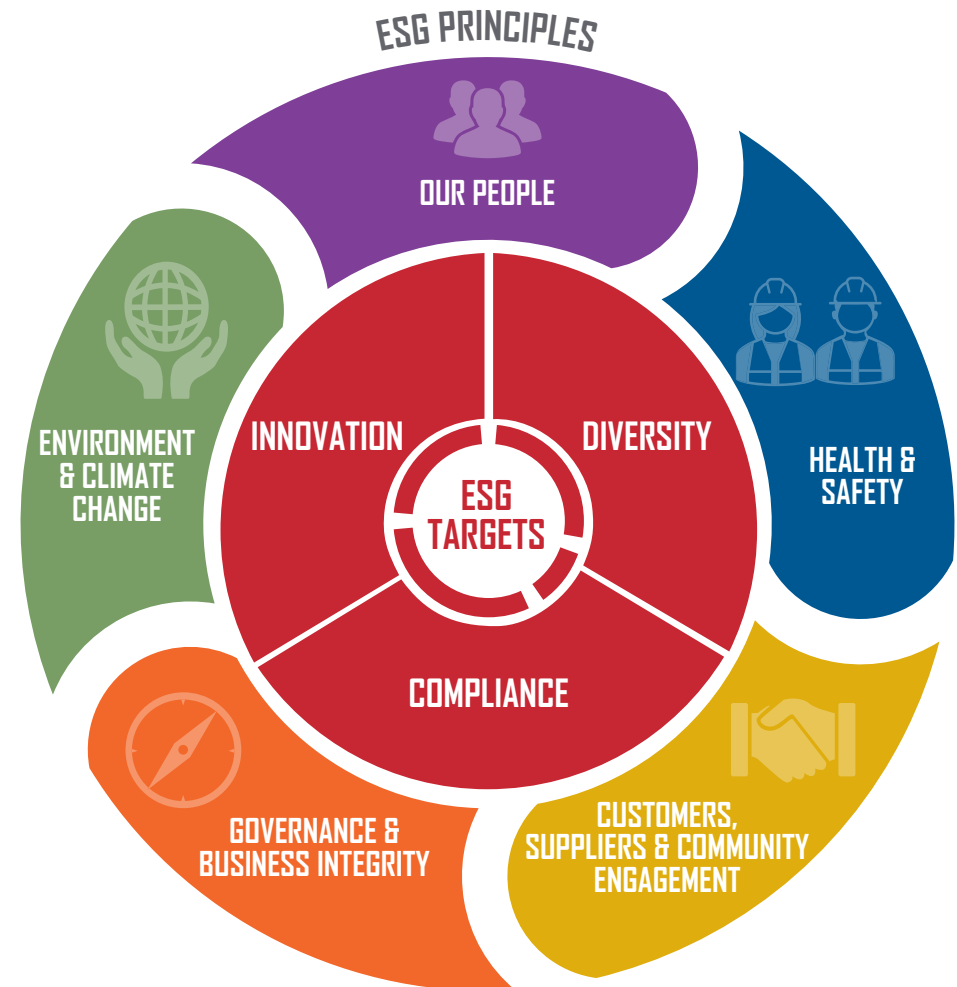 ESG PRINCIPLES
OUR PEOPLE
HEALTH &
SAFETY
CUSTOMERS,
SUPPLIERS & COMMUNITY
ENGAGEMENT
GOVERNANCE &
BUSINESS INTEGRITY
ENVIRONMENT
& CLIMATE
CHANGE
INNOVATION
DIVERSITY
COMPLIANCE
ESG
TARGETS